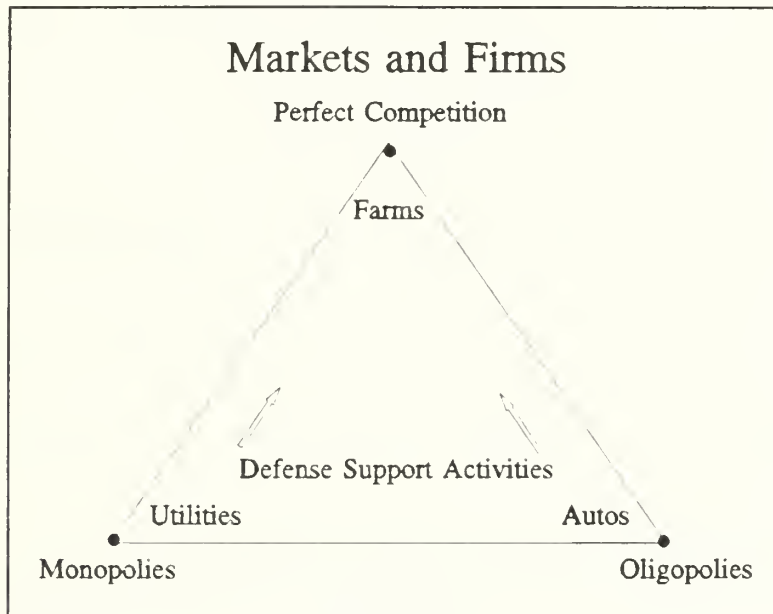 Markets and Firms
Perfect Competition
Farms
Defense Support Activities
Utilities Autos
Monopolies Oligopolies